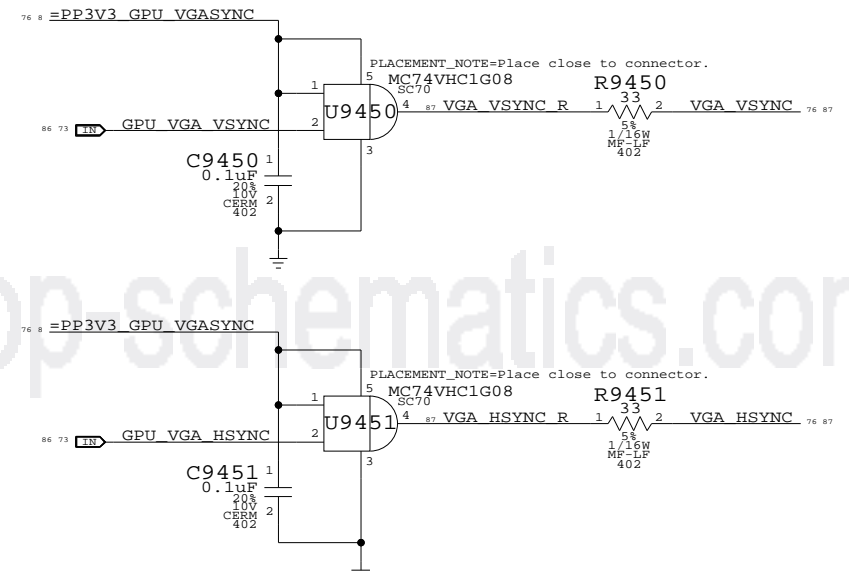 76 8 =PP3V3_GPU_VGASYNC
PLACEMENT_NOTE=Place close to connector.
5 MC74VHC1G08
SC70
R9450
33
1
U9450
4 87 VGA_VSYNC_R 1 2 VGA_VSYNC 76 87
86 73 IN GPU_VGA_VSYNC 2
5%
1/16W
MF-LF
402
3
C9450 1
0.1uF
20%
10V
CERM
402
2
top-schematics.com
76 8 =PP3V3_GPU_VGASYNC
PLACEMENT_NOTE=Place close to connector.
5 MC74VHC1G08
SC70
R9451
33
1
U9451
4 87 VGA_HSYNC_R 1 2 VGA_HSYNC 76 87
86 73 IN GPU_VGA_HSYNC 2
5%
1/16W
MF-LF
402
3
C9451 1
0.1uF
20%
10V
CERM
402
2